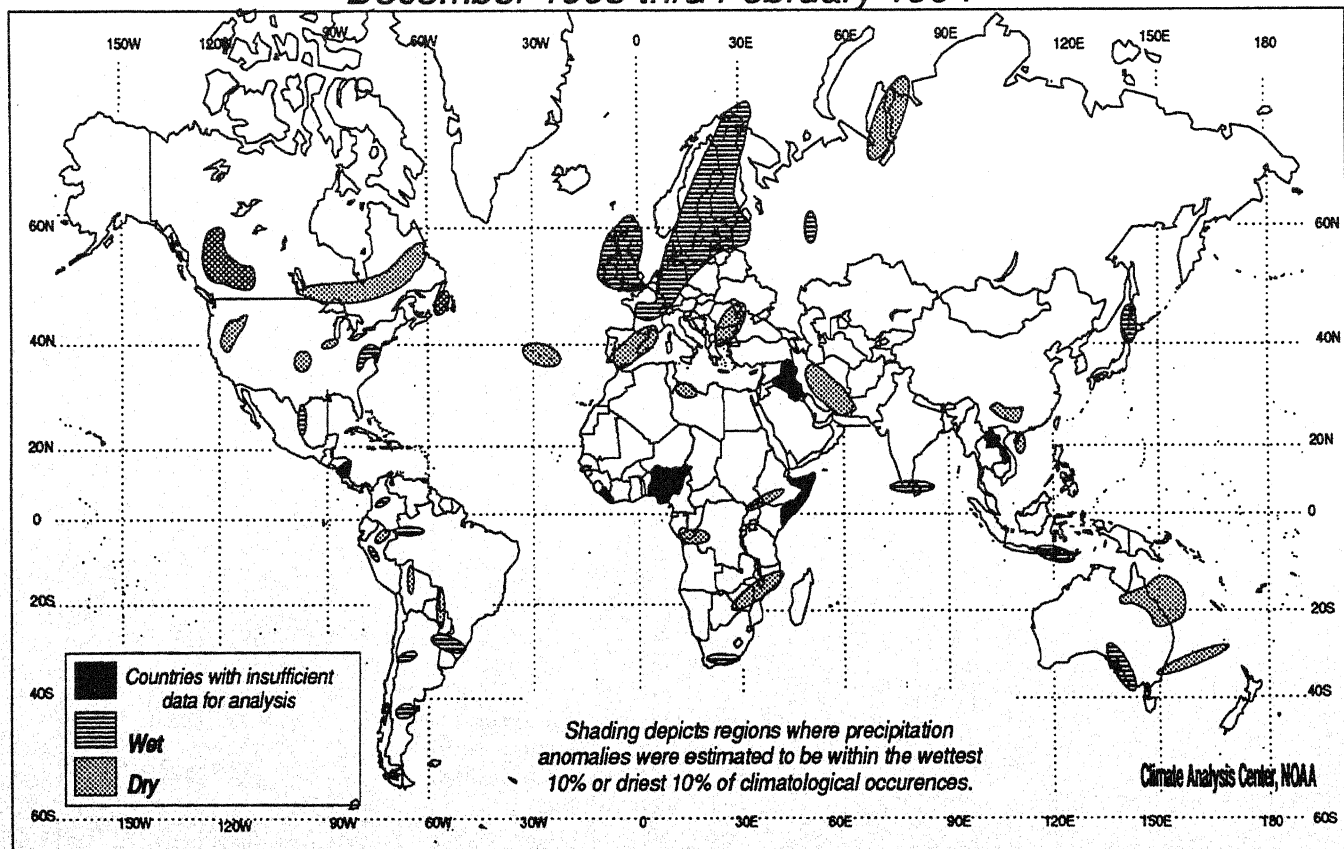 150W 120W 90W 60W 30W 0 30E 60E 90E 120E 150E 180
60N 60N
40N 40N
20N 20N
0 0
20S 20S
40S 40S
60S 60S
Countries with insufficient
data for analysis
Wet
Dry
Shading depicts regions where precipitation
anomalies were estimated to be within the wettest
10% or driest 10% of climatological occurences.
Climate Analysis Center, NOAA
150W 120W 90W 60W 30W 0 30E 60E 90E 120E 150E 180